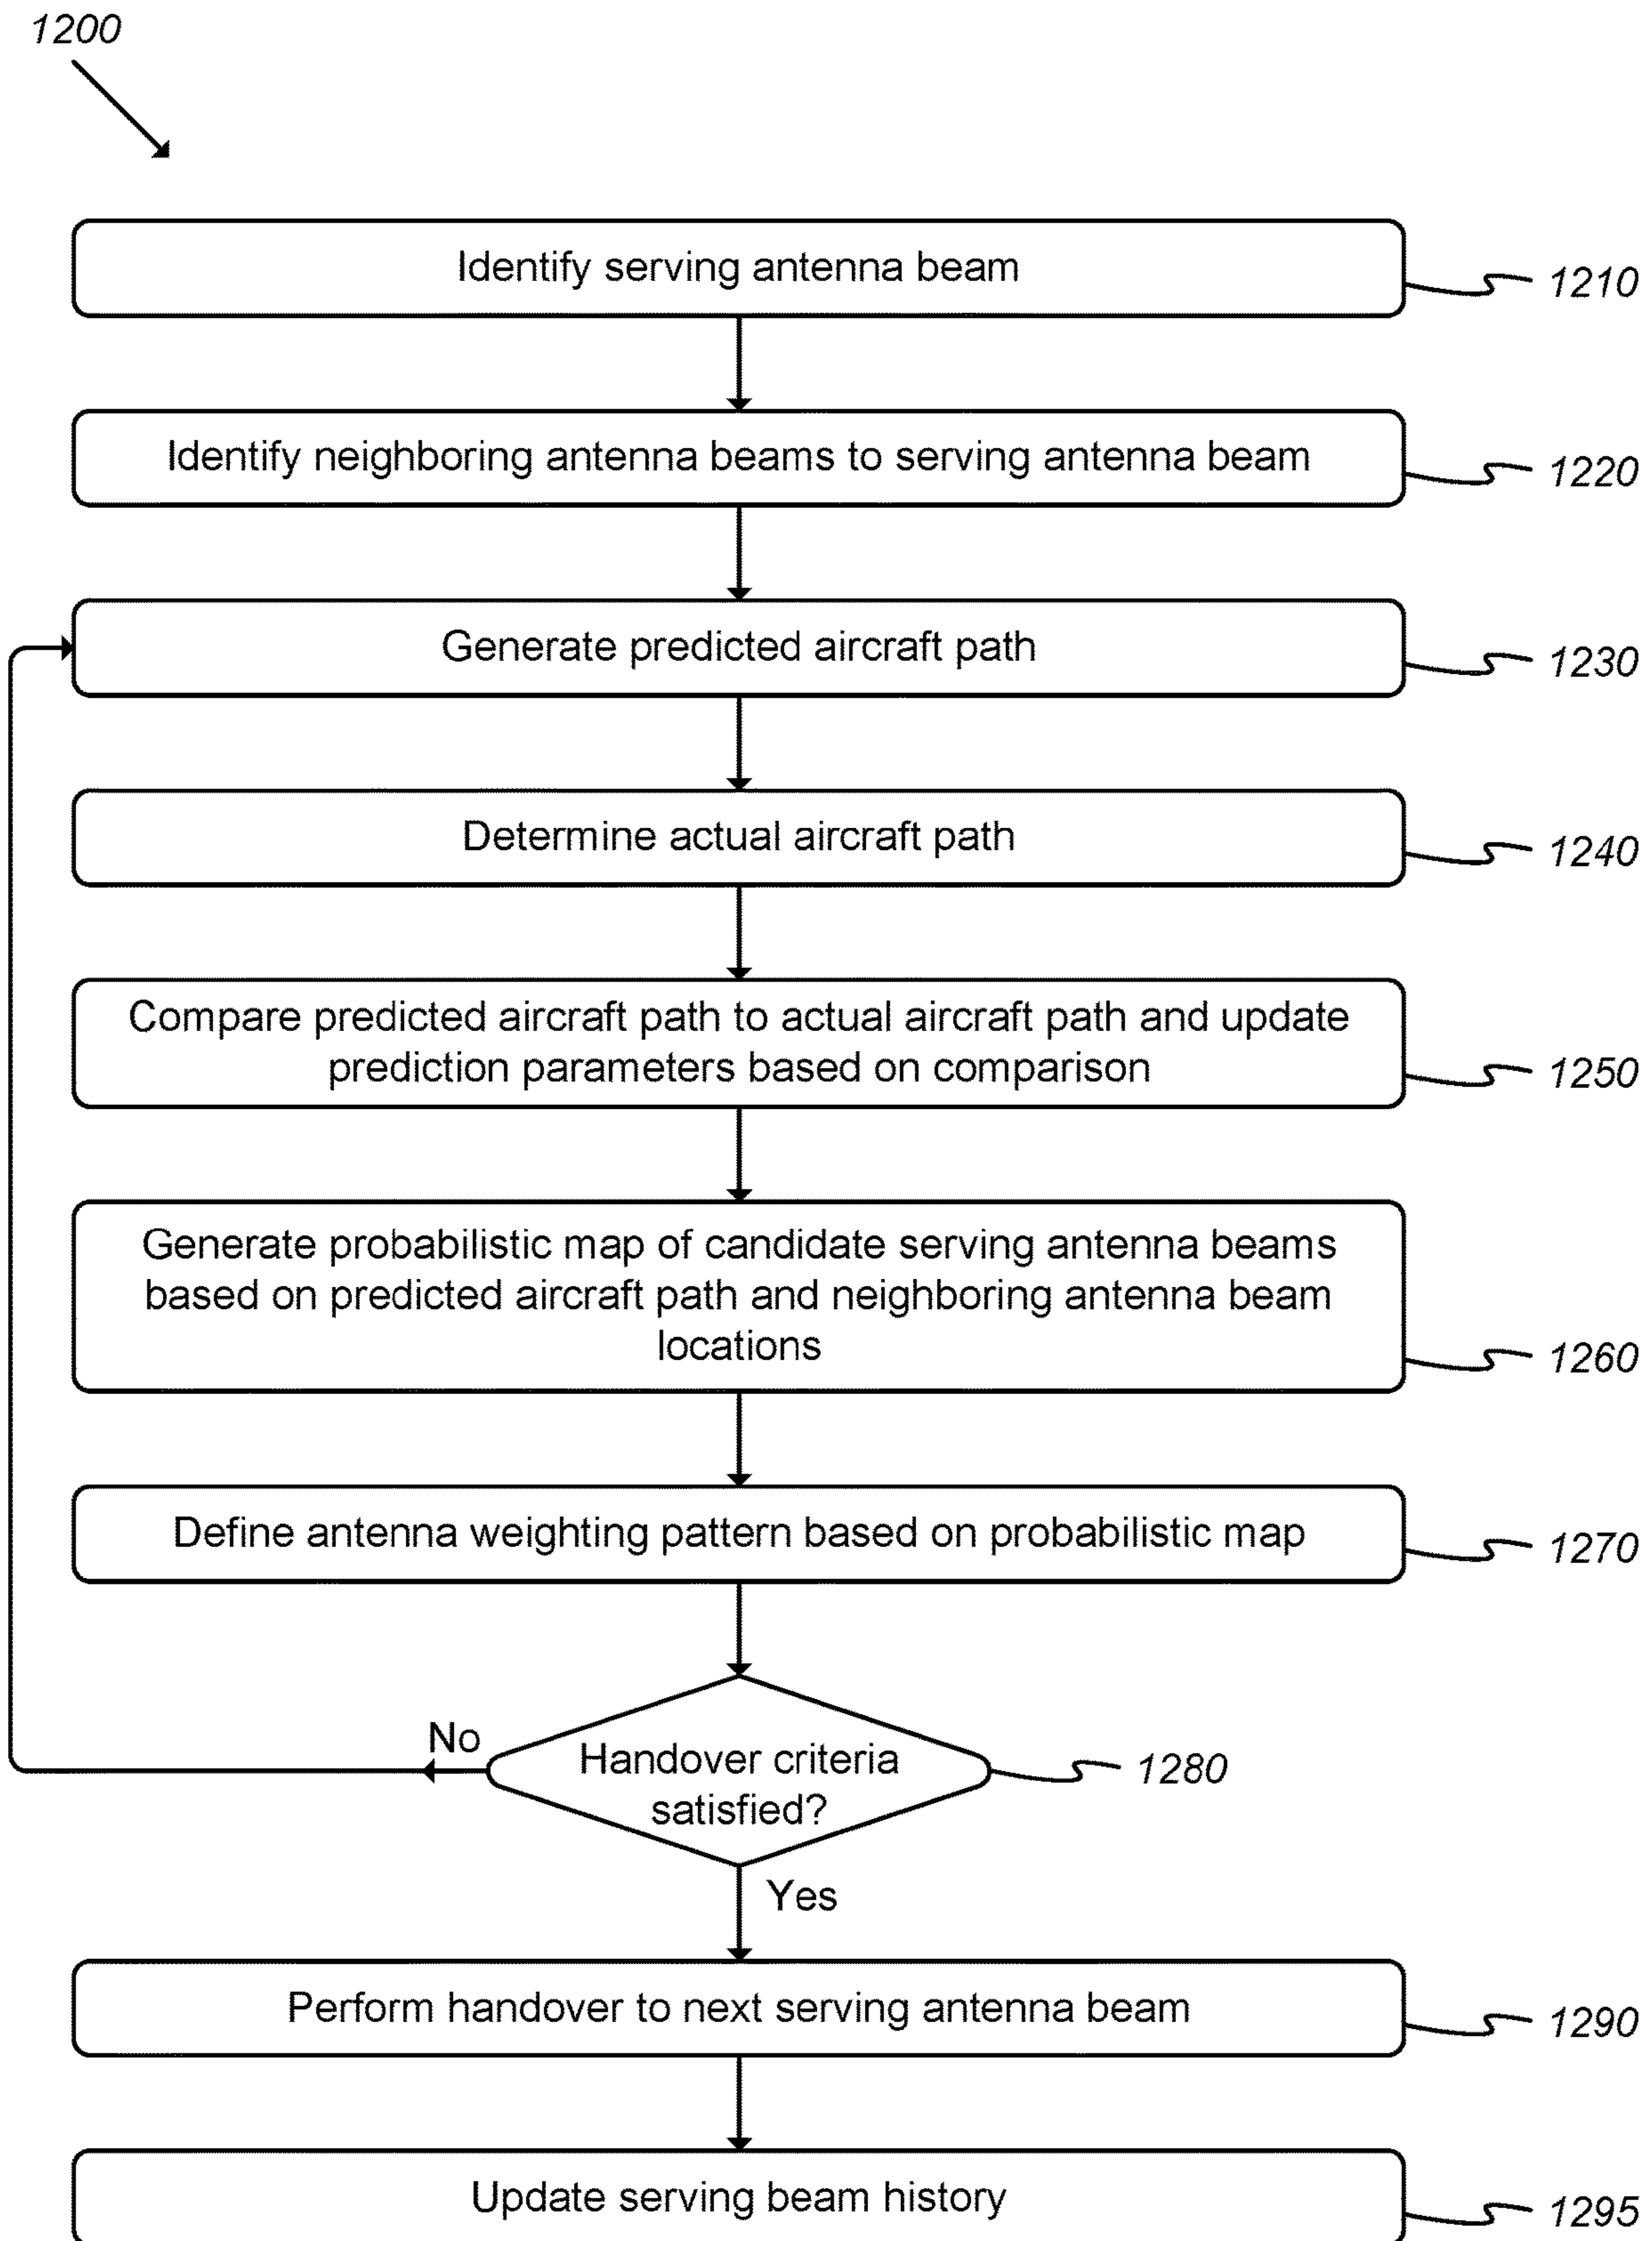 1200
Identify serving antenna beam
1210
Identify neighboring antenna beams to serving antenna beam
1220
Generate predicted aircraft path
1230
Determine actual aircraft path
1240
Compare predicted aircraft path to actual aircraft path and update
prediction parameters based on comparison
1250
Generate probabilistic map of candidate serving antenna beams
based on predicted aircraft path and neighboring antenna beam
locations
1260
Define antenna weighting pattern based on probabilistic map
1270
No
Handover criteria
satisfied?
1280
Yes
Perform handover to next serving antenna beam
1290
Update serving beam history
1295